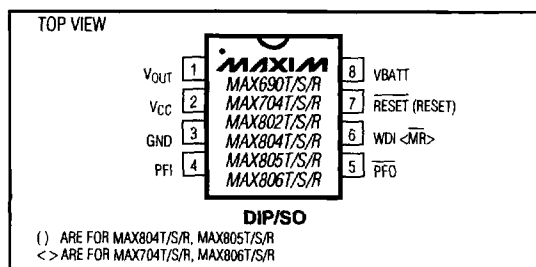 TOP VIEW
MAXIM
MAX690T/S/R
MAX704T/S/R
MAX802T/S/R
MAX804T/S/R
MAX805T/S/R
MAX806T/S/R
VOUT 1
VCC 2
GND 3
PFI 4
8 VBATT
7 RESET (RESET)
6 WDI <MR>
5 PFO
DIP/SO
( ) ARE FOR MAX804T/S/R, MAX805T/S/R
< > ARE FOR MAX704T/S/R, MAX806T/S/R